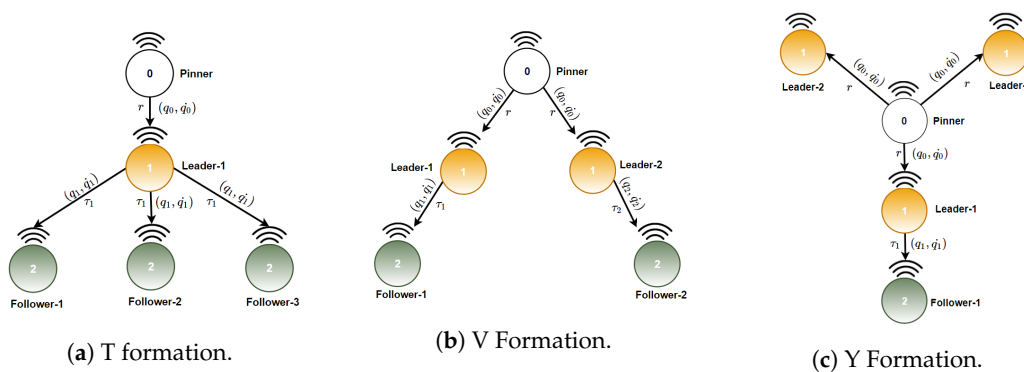 0
Pinner
r
(q₀, q̇₀)
1
Leader-1
(q₁, q̇₁)
τ₁
τ₁
(q₁, q̇₁)
(q₁, q̇₁)
τ₁
2
2
2
Follower-1
Follower-2
Follower-3
(a) T formation.
0
Pinner
(q₀, q̇₀)
r
(q₀, q̇₀)
r
Leader-1
1
1
Leader-2
(q₁, q̇₁)
τ₁
(q₂, q̇₂)
τ₂
2
2
Follower-1
Follower-2
(b) V Formation.
1
1
Leader-2
Leader-
(q₀, q̇₀)
r
(q₀, q̇₀)
r
0
Pinner
r
(q₀, q̇₀)
1
Leader-1
τ₁
(q₁, q̇₁)
2
Follower-1
(c) Y Formation.